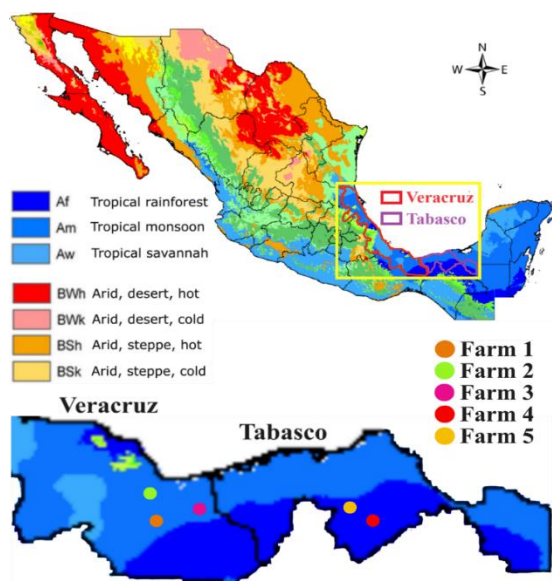 N
W E
S
Veracruz
Tabasco
Af Tropical rainforest
Am Tropical monsoon
Aw Tropical savannah
BWh Arid, desert, hot
BWk Arid, desert, cold
BSh Arid, steppe, hot
BSk Arid, steppe, cold
Farm 1
Farm 2
Farm 3
Farm 4
Farm 5
Veracruz
Tabasco